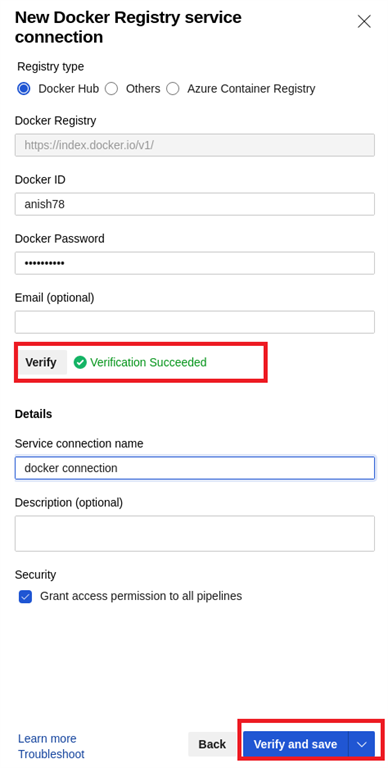 New Docker Registry service
connection
Registry type
Docker Hub Others Azure Container Registry
Docker Registry
https://index.docker.io/v1/
Docker ID
anish78
Docker Password
••••••••••
Email (optional)
Verify Verification Succeeded
Details
Service connection name
docker connection
Description (optional)
Security
Grant access permission to all pipelines
Learn more
Troubleshoot
Back Verify and save